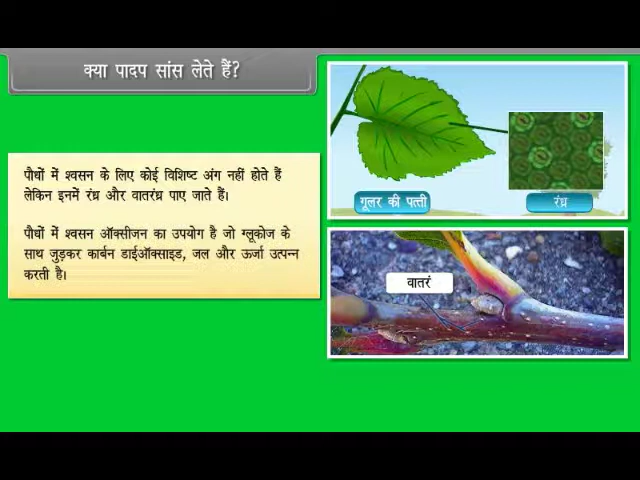 क्या पादप सांस लेते हैं?
पौधों में श्वसन के लिए कोई विशिष्ट अंग नहीं होते हैं
लेकिन इनमें रंध्र और वातरंध्र पाए जाते हैं।
पौधों में श्वसन ऑक्सीजन का उपयोग है जो ग्लूकोज के
साथ जुड़कर कार्बन डाईऑक्साइड, जल और ऊर्जा उत्पन्न
करती है।
गूलर की पत्ती
रंध्र
वातरं